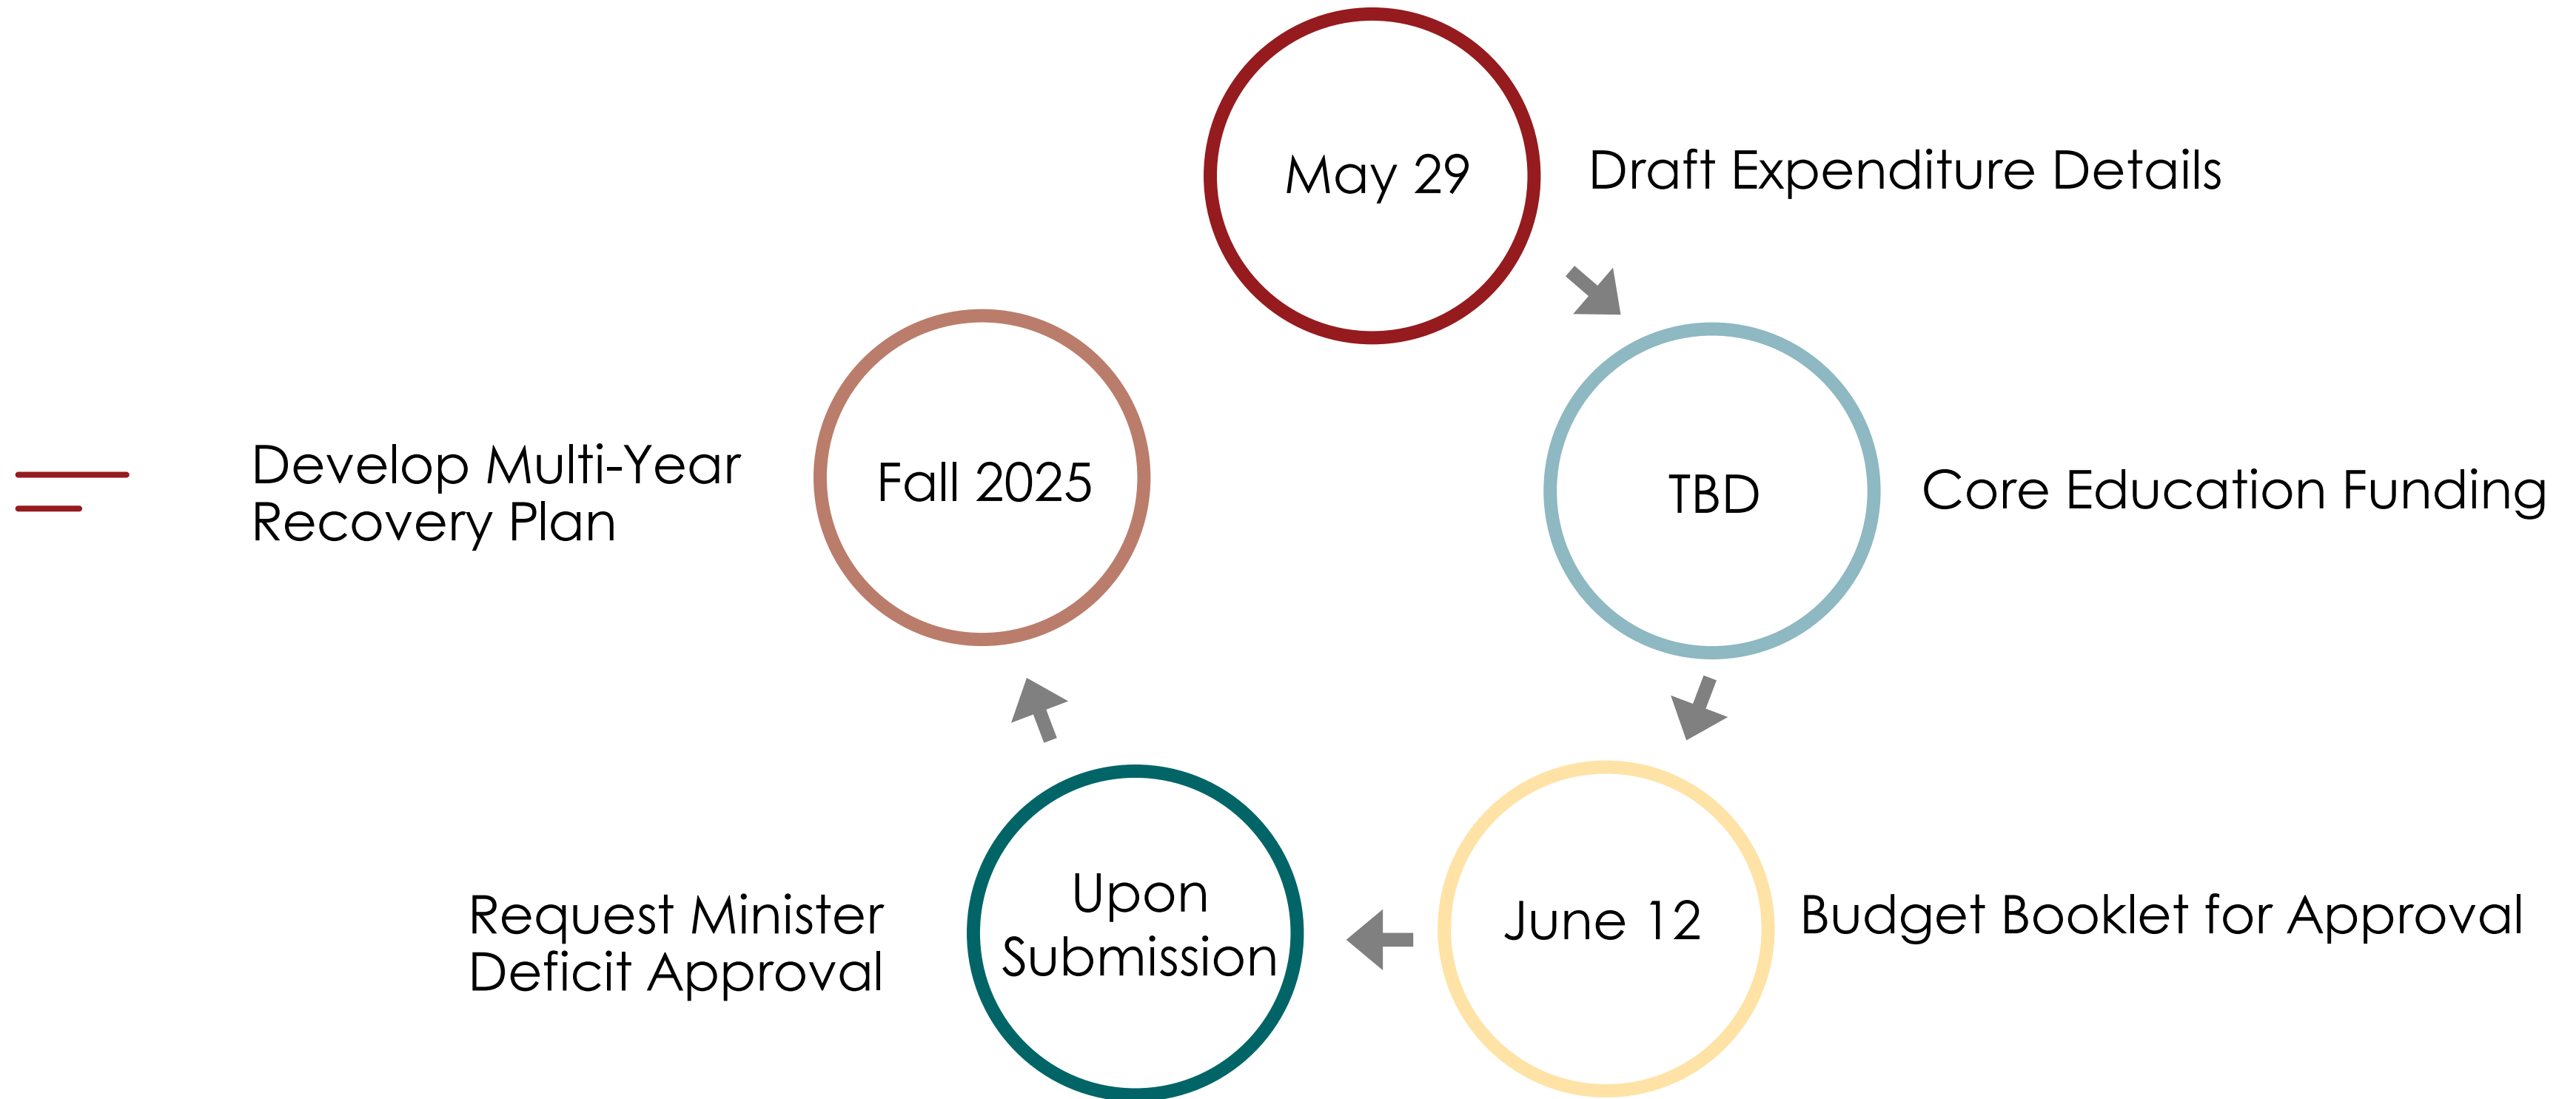 May 29
Draft Expenditure Details
TBD
Core Education Funding
June 12
Budget Booklet for Approval
Upon
Submission
Request Minister
Deficit Approval
Fall 2025
Develop Multi-Year
Recovery Plan